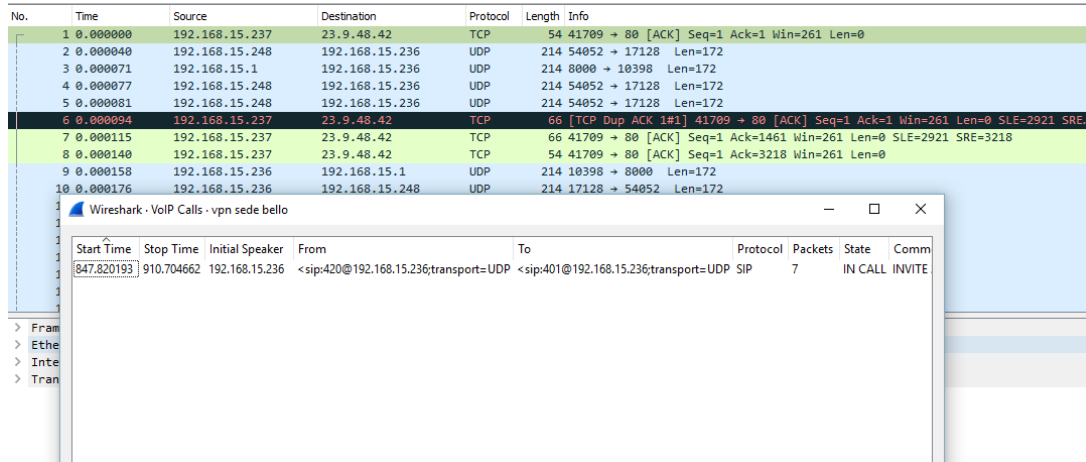 No. Time Source Destination Protocol Length Info
1 0.000000 192.168.15.237 23.9.48.42 TCP 54 41709 → 80 [ACK] Seq=1 Ack=1 Win=261 Len=0
2 0.000040 192.168.15.248 192.168.15.236 UDP 214 54052 → 17128 Len=172
3 0.000071 192.168.15.1 192.168.15.236 UDP 214 8000 → 10398 Len=172
4 0.000077 192.168.15.248 192.168.15.236 UDP 214 54052 → 17128 Len=172
5 0.000081 192.168.15.248 192.168.15.236 UDP 214 54052 → 17128 Len=172
6 0.000094 192.168.15.237 23.9.48.42 TCP 66 [TCP Dup ACK 1#1] 41709 → 80 [ACK] Seq=1 Ack=1 Win=261 Len=0 SLE=2921 SRE
7 0.000115 192.168.15.237 23.9.48.42 TCP 66 41709 → 80 [ACK] Seq=1 Ack=1461 Win=261 Len=0 SLE=2921 SRE=3218
8 0.000140 192.168.15.237 23.9.48.42 TCP 54 41709 → 80 [ACK] Seq=1 Ack=3218 Win=261 Len=0
9 0.000158 192.168.15.236 192.168.15.1 UDP 214 10398 → 8000 Len=172
10 0.000176 192.168.15.236 192.168.15.248 UDP 214 17128 → 54052 Len=172
Wireshark · VoIP Calls · vpn sede bello
Start Time Stop Time Initial Speaker From To Protocol Packets State Comm
847.820193 910.704662 192.168.15.236 <sip:420@192.168.15.236;transport=UDP <sip:401@192.168.15.236;transport=UDP SIP 7 IN CALL INVITE
Fram
Ethe
Inte
Tran